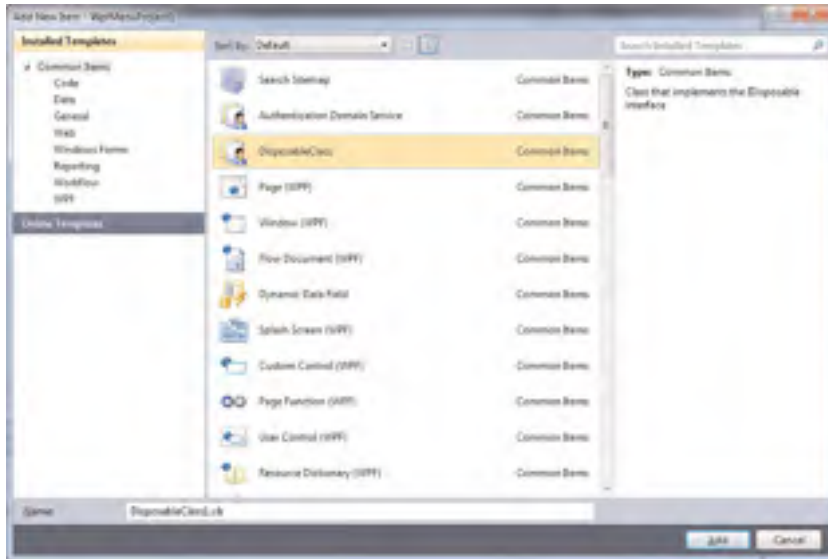 Add New Item - WpfMenuProject1
Installed Templates
Common Items
Code
Data
General
Web
Windows Forms
Reporting
Workflow
WPF
Online Templates
Sort by: Default
Search Sitemap Common Items
Authentication Domain Service Common Items
DisposableClass Common Items
Page (WPF) Common Items
Window (WPF) Common Items
Flow Document (WPF) Common Items
Dynamic Data Field Common Items
Splash Screen (WPF) Common Items
Custom Control (WPF) Common Items
Page Function (WPF) Common Items
User Control (WPF) Common Items
Resource Dictionary (WPF) Common Items
Search Installed Templates
Type: Common Items
Class that implements the IDisposable
interface
Name:
Add
Cancel